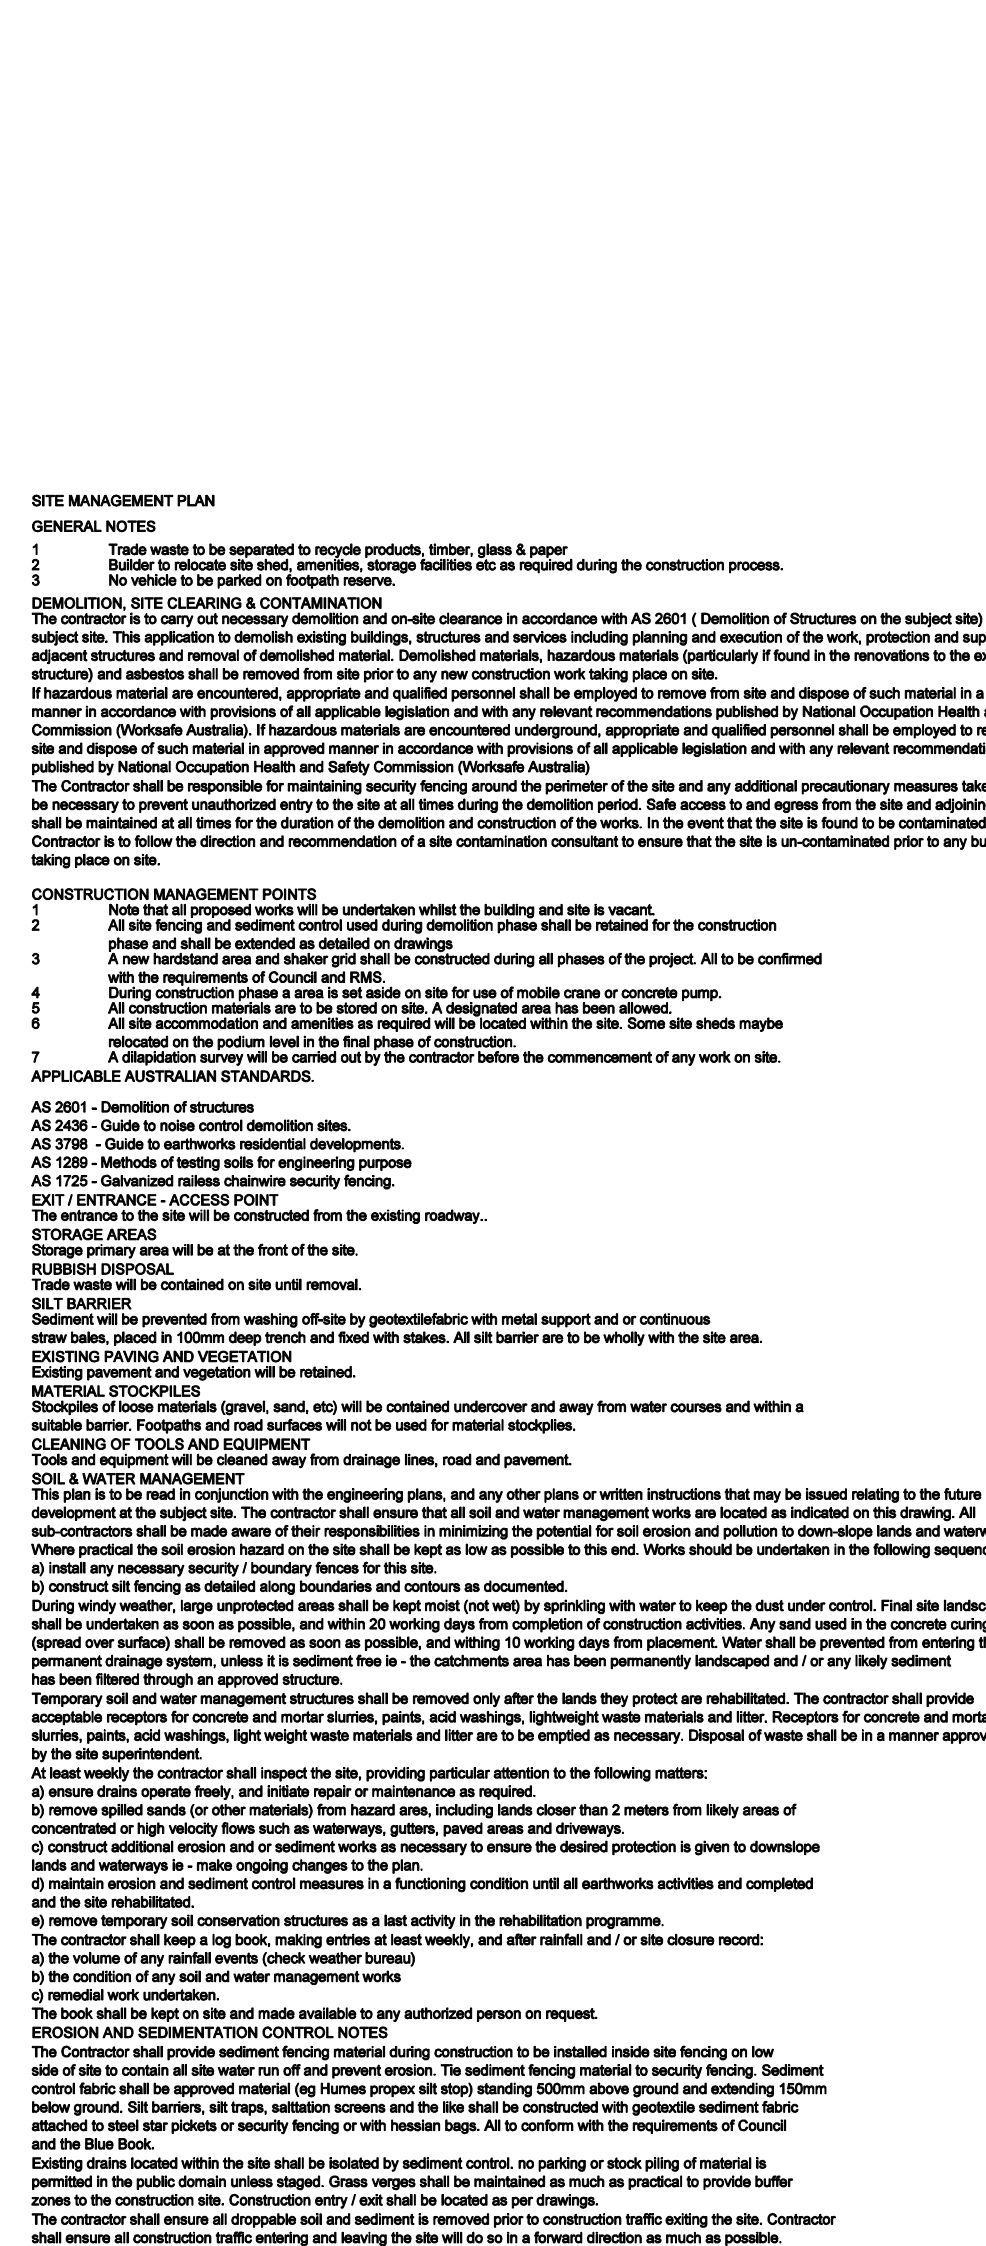 SITE MANAGEMENT PLAN
GENERAL NOTES
1 Trade waste to be separated to recycle products, timber, glass & paper
2 Builder to relocate site shed, amenities, storage facilities etc as required during the construction process.
3 No vehicle to be parked on footpath reserve.
DEMOLITION, SITE CLEARING & CONTAMINATION
The contractor is to carry out necessary demolition and on-site clearance in accordance with AS 2601 ( Demolition of Structures on the subject site)
subject site. This application to demolish existing buildings, structures and services including planning and execution of the work, protection and
adjacent structures and removal of demolished material. Demolished materials, hazardous materials (particularly if found in the renovations to the
structure) and asbestos shall be removed from site prior to any new construction work taking place on site.
If hazardous material are encountered, appropriate and qualified personnel shall be employed to remove from site and dispose of such material in a
manner in accordance with provisions of all applicable legislation and with any relevant recommendations published by National Occupation Health
Commission (Worksafe Australia). If hazardous materials are encountered underground, appropriate and qualified personnel shall be employed to
site and dispose of such material in approved manner in accordance with provisions of all applicable legislation and with any relevant
published by National Occupation Health and Safety Commission (Worksafe Australia)
The Contractor shall be responsible for maintaining security fencing around the perimeter of the site and any additional precautionary measures
be necessary to prevent unauthorized entry to the site at all times during the demolition period. Safe access to and egress from the site and
shall be maintained at all times for the duration of the demolition and construction of the works. In the event that the site is found to be contaminated
Contractor is to follow the direction and recommendation of a site contamination consultant to ensure that the site is un-contaminated prior to any
taking place on site.
CONSTRUCTION MANAGEMENT POINTS
1 Note that all proposed works will be undertaken whilst the building and site is vacant.
2 All site fencing and sediment control used during demolition phase shall be retained for the construction
phase and shall be extended as detailed on drawings
3 A new hardstand area and shaker grid shall be constructed during all phases of the project. All to be confirmed
with the requirements of Council and RMS.
4 During construction phase a area is set aside on site for use of mobile crane or concrete pump.
5 All construction materials are to be stored on site. A designated area has been allowed.
6 All site accommodation and amenities as required will be located within the site. Some site sheds maybe
relocated on the podium level in the final phase of construction.
7 A dilapidation survey will be carried out by the contractor before the commencement of any work on site.
APPLICABLE AUSTRALIAN STANDARDS.
AS 2601 - Demolition of structures
AS 2436 - Guide to noise control demolition sites.
AS 3798 - Guide to earthworks residential developments.
AS 1289 - Methods of testing soils for engineering purpose
AS 1725 - Galvanized railess chainwire security fencing.
EXIT / ENTRANCE - ACCESS POINT
The entrance to the site will be constructed from the existing roadway..
STORAGE AREAS
Storage primary area will be at the front of the site.
RUBBISH DISPOSAL
Trade waste will be contained on site until removal.
SILT BARRIER
Sediment will be prevented from washing off-site by geotextilefabric with metal support and or continuous
straw bales, placed in 100mm deep trench and fixed with stakes. All silt barrier are to be wholly with the site area.
EXISTING PAVING AND VEGETATION
Existing pavement and vegetation will be retained.
MATERIAL STOCKPILES
Stockpiles of loose materials (gravel, sand, etc) will be contained undercover and away from water courses and within a
suitable barrier. Footpaths and road surfaces will not be used for material stockplies.
CLEANING OF TOOLS AND EQUIPMENT
Tools and equipment will be cleaned away from drainage lines, road and pavement.
SOIL & WATER MANAGEMENT
This plan is to be read in conjunction with the engineering plans, and any other plans or written instructions that may be issued relating to the future
development at the subject site. The contractor shall ensure that all soil and water management works are located as indicated on this drawing. All
sub-contractors shall be made aware of their responsibilities in minimizing the potential for soil erosion and pollution to down-slope lands and
Where practical the soil erosion hazard on the site shall be kept as low as possible to this end. Works should be undertaken in the following
a) install any necessary security / boundary fences for this site.
b) construct silt fencing as detailed along boundaries and contours as documented.
During windy weather, large unprotected areas shall be kept moist (not wet) by sprinkling with water to keep the dust under control. Final site
shall be undertaken as soon as possible, and within 20 working days from completion of construction activities. Any sand used in the concrete curing
(spread over surface) shall be removed as soon as possible, and withing 10 working days from placement. Water shall be prevented from entering
permanent drainage system, unless it is sediment free ie - the catchments area has been permanently landscaped and / or any likely sediment
has been filtered through an approved structure.
Temporary soil and water management structures shall be removed only after the lands they protect are rehabilitated. The contractor shall provide
acceptable receptors for concrete and mortar slurries, paints, acid washings, lightweight waste materials and litter. Receptors for concrete and
slurries, paints, acid washings, light weight waste materials and litter are to be emptied as necessary. Disposal of waste shall be in a manner
by the site superintendent.
At least weekly the contractor shall inspect the site, providing particular attention to the following matters:
a) ensure drains operate freely, and initiate repair or maintenance as required.
b) remove spilled sands (or other materials) from hazard ares, including lands closer than 2 meters from likely areas of
concentrated or high velocity flows such as waterways, gutters, paved areas and driveways.
c) construct additional erosion and or sediment works as necessary to ensure the desired protection is given to downslope
lands and waterways ie - make ongoing changes to the plan.
d) maintain erosion and sediment control measures in a functioning condition until all earthworks activities and completed
and the site rehabilitated.
e) remove temporary soil conservation structures as a last activity in the rehabilitation programme.
The contractor shall keep a log book, making entries at least weekly, and after rainfall and / or site closure record:
a) the volume of any rainfall events (check weather bureau)
b) the condition of any soil and water management works
c) remedial work undertaken.
The book shall be kept on site and made available to any authorized person on request.
EROSION AND SEDIMENTATION CONTROL NOTES
The Contractor shall provide sediment fencing material during construction to be installed inside site fencing on low
side of site to contain all site water run off and prevent erosion. Tie sediment fencing material to security fencing. Sediment
control fabric shall be approved material (eg Humes propex silt stop) standing 500mm above ground and extending 150mm
below ground. Silt barriers, silt traps, salttation screens and the like shall be constructed with geotextile sediment fabric
attached to steel star pickets or security fencing or with hessian bags. All to conform with the requirements of Council
and the Blue Book.
Existing drains located within the site shall be isolated by sediment control. no parking or stock piling of material is
permitted in the public domain unless staged. Grass verges shall be maintained as much as practical to provide buffer
zones to the construction site. Construction entry / exit shall be located as per drawings.
The contractor shall ensure all droppable soil and sediment is removed prior to construction traffic exiting the site. Contractor
shall ensure all construction traffic entering and leaving the site will do so in a forward direction as much as possible.